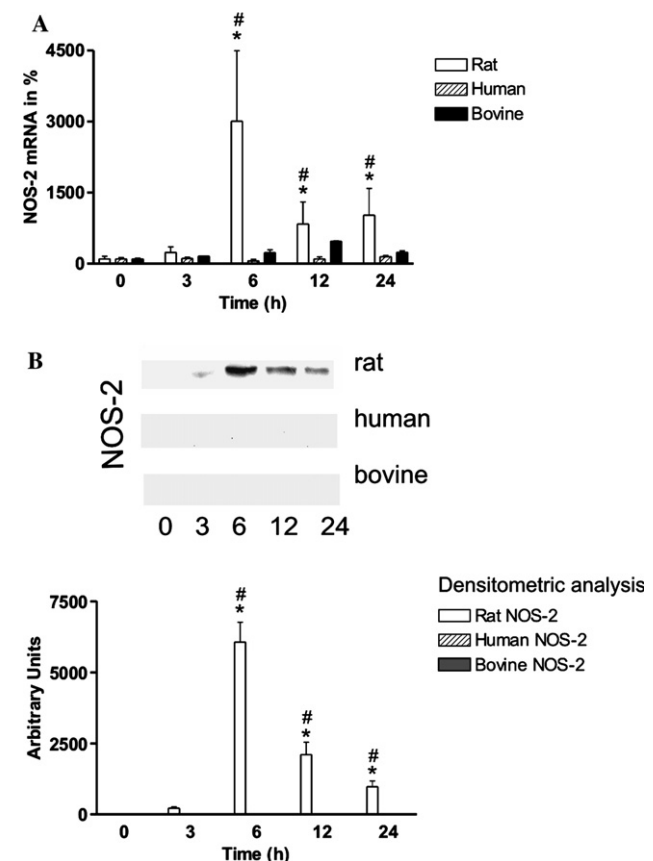 A
# # #
* * *
4500
3000
1500
0
NOS-2 mRNA in %
0 3 6 12 24
Time (h)
Rat
Human
Bovine
B
NOS-2
rat
human
bovine
0 3 6 12 24
Densitometric analysis
Rat NOS-2
Human NOS-2
Bovine NOS-2
# # #
* * *
7500
5000
2500
0
Arbitrary Units
0 3 6 12 24
Time (h)